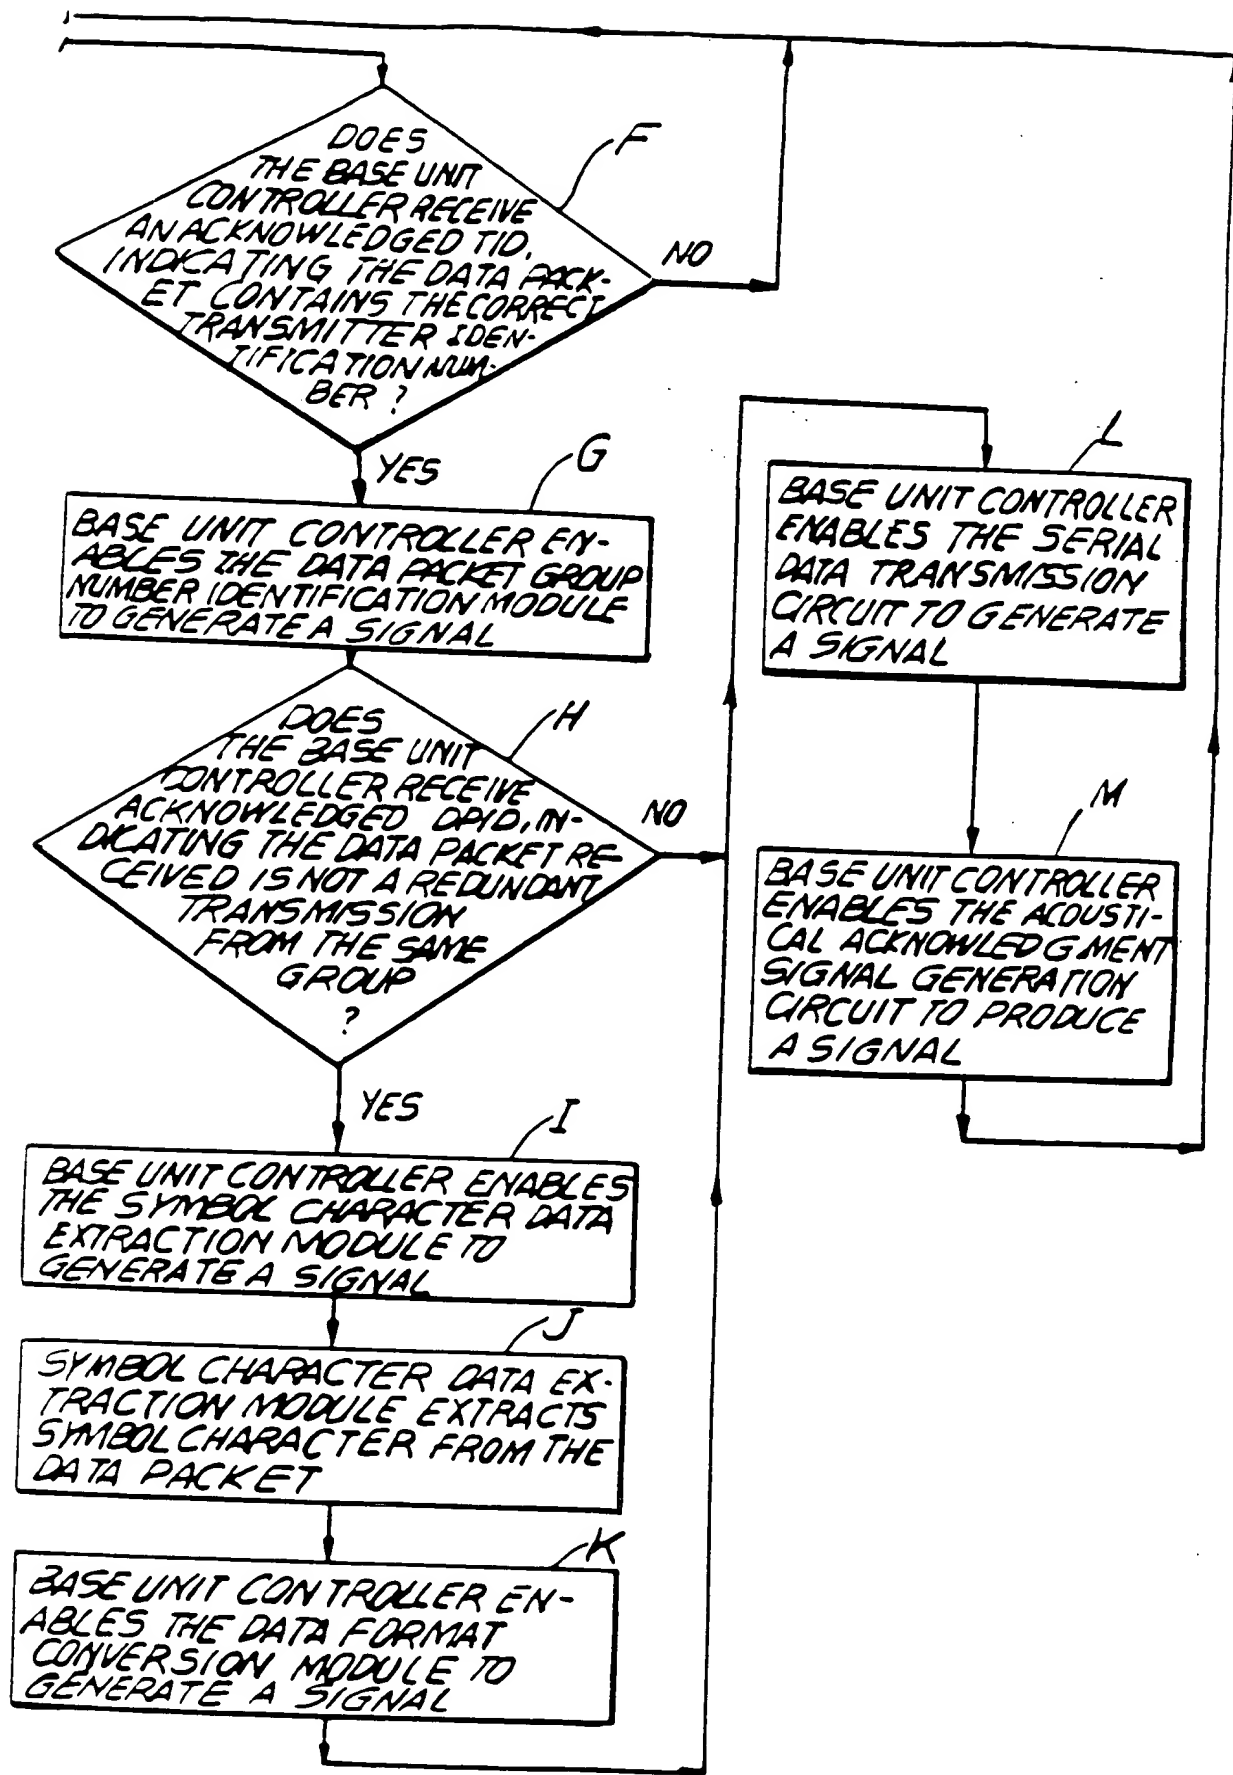 DOES
THE BASE UNIT
CONTROLLER RECEIVE
AN ACKNOWLEDGED TID,
INDICATING THE DATA PACK-
ET CONTAINS THE CORRECT
TRANSMITTER IDEN-
TIFICATION NUM-
BER ?
F
NO
YES
G
BASE UNIT CONTROLLER EN-
ABLES THE DATA PACKET GROUP
NUMBER IDENTIFICATION MODULE
TO GENERATE A SIGNAL
DOES
THE BASE UNIT
CONTROLLER RECEIVE
ACKNOWLEDGED DPID, IN-
DICATING THE DATA PACKET RE-
CEIVED IS NOT A REDUNDANT
TRANSMISSION
FROM THE SAME
GROUP
?
H
NO
YES
I
BASE UNIT CONTROLLER ENABLES
THE SYMBOL CHARACTER DATA
EXTRACTION MODULE TO
GENERATE A SIGNAL
J
SYMBOL CHARACTER DATA EX-
TRACTION MODULE EXTRACTS
SYMBOL CHARACTER FROM THE
DATA PACKET
K
BASE UNIT CONTROLLER EN-
ABLES THE DATA FORMAT
CONVERSION MODULE TO
GENERATE A SIGNAL
L
BASE UNIT CONTROLLER
ENABLES THE SERIAL
DATA TRANSMISSION
CIRCUIT TO GENERATE
A SIGNAL
M
BASE UNIT CONTROLLER
ENABLES THE ACOUSTI-
CAL ACKNOWLEDGMENT
SIGNAL GENERATION
CIRCUIT TO PRODUCE
A SIGNAL